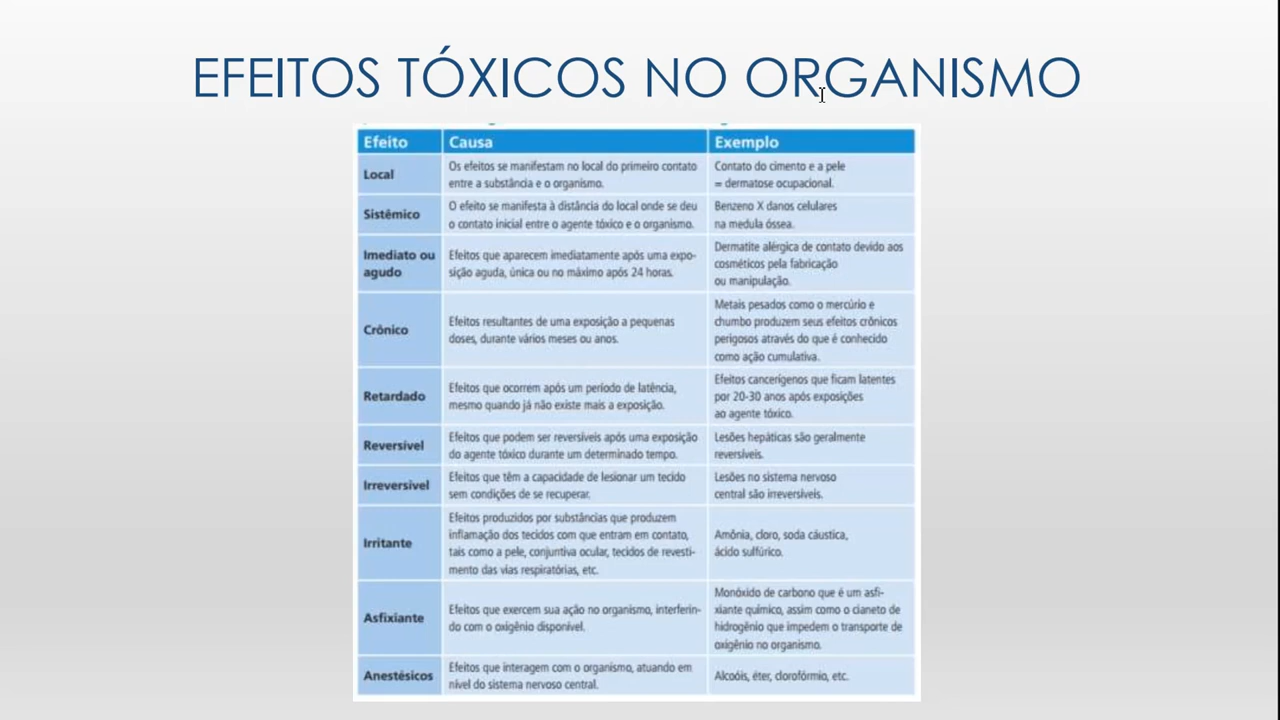 EFEITOS TÓXICOS NO ORGANISMO
Efeito Causa Exemplo
Local
Os efeitos se manifestam no local do primeiro contato
entre a substância e o organismo.
Contato do cimento e a pele
= dermatose ocupacional.
Sistêmico
O efeito se manifesta à distância do local onde se deu
o contato inicial entre o agente tóxico e o organismo.
Benzeno X danos celulares
na medula óssea.
Imediato ou
agudo
Efeitos que aparecem imediatamente após uma expo-
sição aguda, única ou no máximo após 24 horas.
Dermatite alérgica de contato devido aos
cosméticos pela fabricação
ou manipulação.
Crônico
Efeitos resultantes de uma exposição a pequenas
doses, durante vários meses ou anos.
Metais pesados como o mercúrio e
chumbo produzem seus efeitos crônicos
perigosos através do que é conhecido
como ação cumulativa.
Retardado
Efeitos que ocorrem após um período de latência,
mesmo quando já não existe mais a exposição.
Efeitos cancerígenos que ficam latentes
por 20-30 anos após exposições
ao agente tóxico.
Reversível
Efeitos que podem ser reversíveis após uma exposição
do agente tóxico durante um determinado tempo.
Lesões hepáticas são geralmente
reversíveis.
Irreversível
Efeitos que têm a capacidade de lesionar um tecido
sem condições de se recuperar.
Lesões no sistema nervoso
central são irreversíveis.
Irritante
Efeitos produzidos por substâncias que produzem
inflamação dos tecidos com que entram em contato,
tais como a pele, conjuntiva ocular, tecidos de revesti-
mento das vias respiratórias, etc.
Amônia, cloro, soda cáustica,
ácido sulfúrico.
Asfixiante
Efeitos que exercem sua ação no organismo, interferin-
do com o oxigênio disponível.
Monóxido de carbono que é um asfi-
xiante químico, assim como o cianeto de
hidrogênio que impedem o transporte de
oxigênio no organismo.
Anestésicos
Efeitos que interagem com o organismo, atuando em
nível do sistema nervoso central.
Alcoóis, éter, clorofórmio, etc.